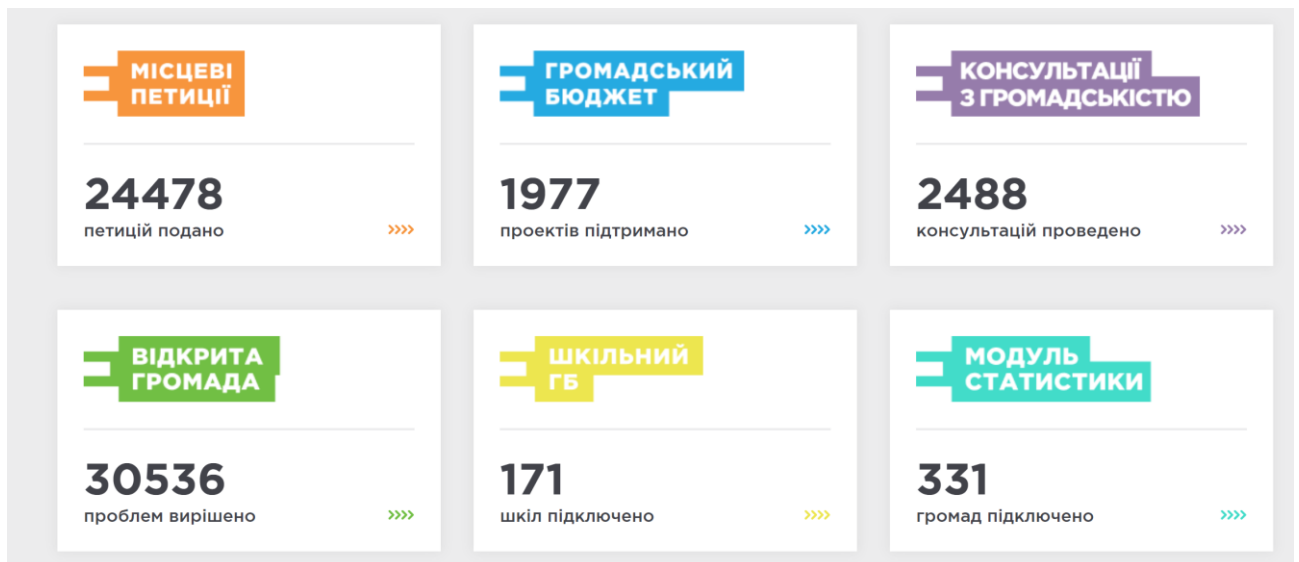 МІСЦЕВІ
ПЕТИЦІЇ
24478
петицій подано
ГРОМАДСЬКИЙ
БЮДЖЕТ
1977
проектів підтримано
КОНСУЛЬТАЦІЇ
З ГРОМАДСЬКІСТЮ
2488
консультацій проведено
ВІДКРИТА
ГРОМАДА
30536
проблем вирішено
ШКІЛЬНИЙ
ГБ
171
шкіл підключено
МОДУЛЬ
СТАТИСТИКИ
331
громад підключено